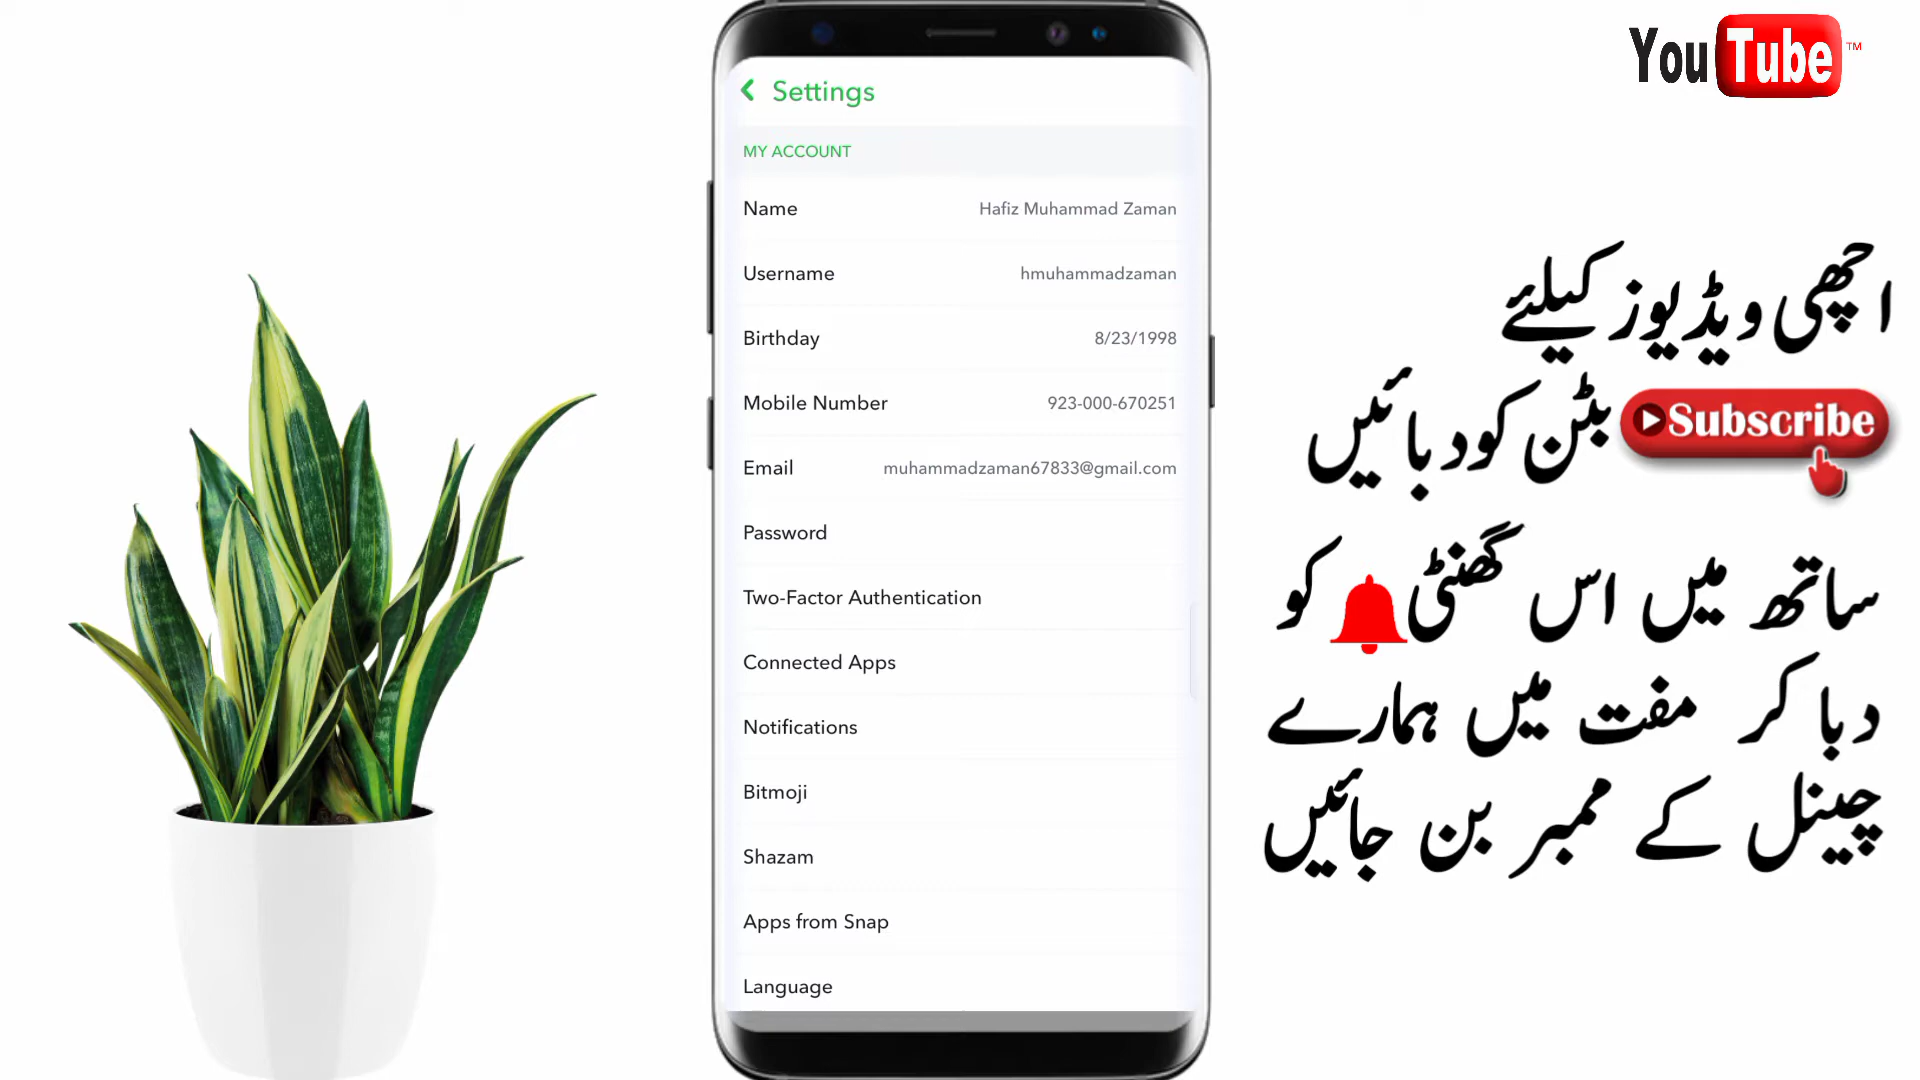 Settings
MY ACCOUNT
Name Hafiz Muhammad Zaman
Username hmuhammadzaman
Birthday 8/23/1998
Mobile Number 923-000-670251
Email muhammadzaman67833@gmail.com
Password
Two-Factor Authentication
Connected Apps
Notifications
Bitmoji
Shazam
Apps from Snap
Language
YouTube™
اچھی ویڈیوز کیلئے
Subscribe بٹن کو دبائیں
ساتھ میں اس گھنٹی کو
دبا کر مفت میں ہمارے
چینل کے ممبر بن جائیں